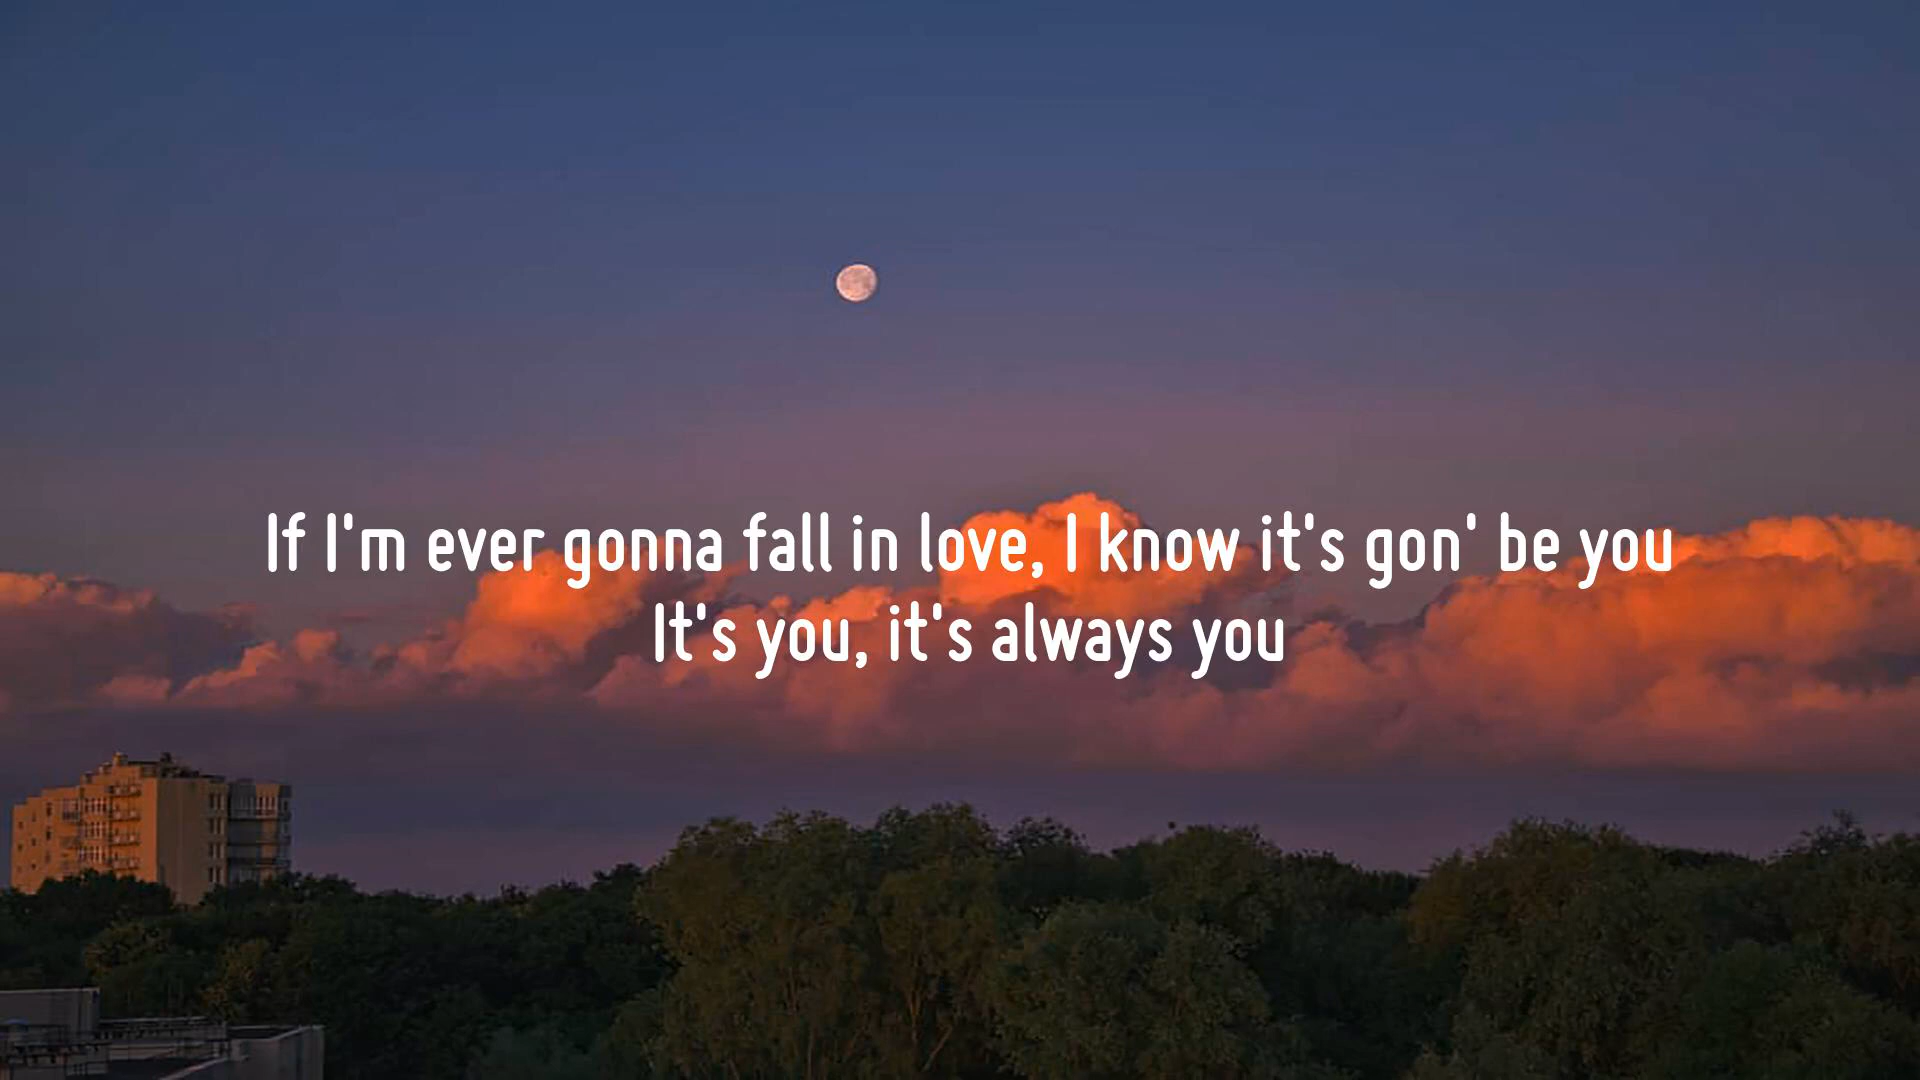 If I'm ever gonna fall in love, I know it's gon' be you
It's you, it's always you